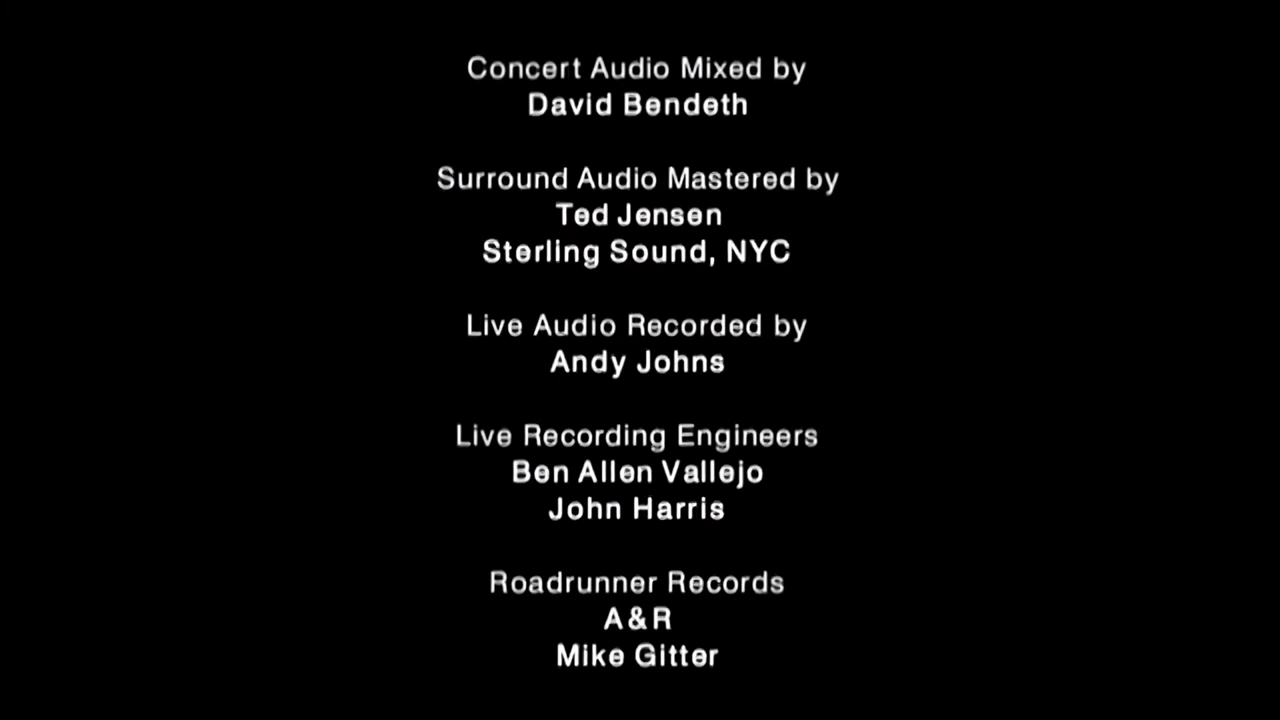 Concert Audio Mixed by
David Bendeth
Surround Audio Mastered by
Ted Jensen
Sterling Sound, NYC
Live Audio Recorded by
Andy Johns
Live Recording Engineers
Ben Allen Vallejo
John Harris
Roadrunner Records
A&R
Mike Gitter